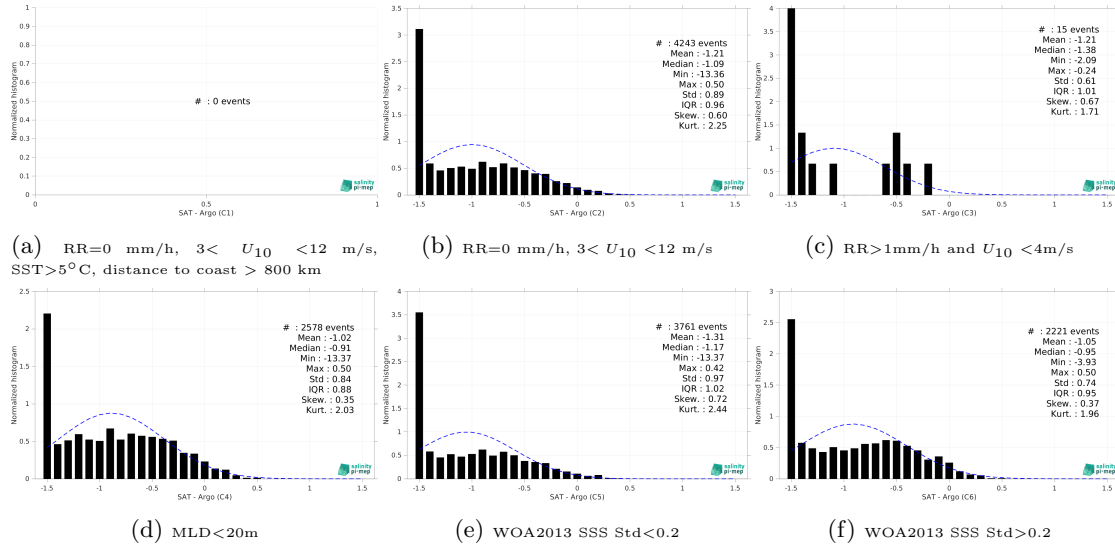 Normalized histogram
1
0.9
0.8
0.7
0.6
0.5
0.4
0.3
0.2
0.1
0
# : 0 events
salinity
pi-mep
0 0.5 1
SAT - Argo (C1)
(a) RR=0 mm/h, 3< U10 <12 m/s,
SST>5°C, distance to coast > 800 km
Normalized histogram
3.5
3
2.5
2
1.5
1
0.5
0
# : 4243 events
Mean : -1.21
Median : -1.09
Min : -13.36
Max : 0.50
Std : 0.89
IQR : 0.96
Skew. : 0.60
Kurt. : 2.25
salinity
pi-mep
-1.5 -1 -0.5 0 0.5 1 1.5
SAT - Argo (C2)
(b) RR=0 mm/h, 3< U10 <12 m/s
Normalized histogram
4
3.5
3
2.5
2
1.5
1
0.5
0
# : 15 events
Mean : -1.21
Median : -1.38
Min : -2.09
Max : -0.24
Std : 0.61
IQR : 1.01
Skew. : 0.67
Kurt. : 1.71
salinity
pi-mep
-1.5 -1 -0.5 0 0.5 1 1.5
SAT - Argo (C3)
(c) RR>1mm/h and U10 <4m/s
Normalized histogram
2.5
2
1.5
1
0.5
0
# : 2578 events
Mean : -1.02
Median : -0.91
Min : -13.37
Max : 0.50
Std : 0.84
IQR : 0.88
Skew. : 0.35
Kurt. : 2.03
salinity
pi-mep
-1.5 -1 -0.5 0 0.5 1 1.5
SAT - Argo (C4)
(d) MLD<20m
Normalized histogram
4
3.5
3
2.5
2
1.5
1
0.5
0
# : 3761 events
Mean : -1.31
Median : -1.17
Min : -13.37
Max : 0.42
Std : 0.97
IQR : 1.02
Skew. : 0.72
Kurt. : 2.44
salinity
pi-mep
-1.5 -1 -0.5 0 0.5 1 1.5
SAT - Argo (C5)
(e) WOA2013 SSS Std<0.2
Normalized histogram
3
2.5
2
1.5
1
0.5
0
# : 2221 events
Mean : -1.05
Median : -0.95
Min : -3.93
Max : 0.50
Std : 0.74
IQR : 0.95
Skew. : 0.37
Kurt. : 1.96
salinity
pi-mep
-1.5 -1 -0.5 0 0.5 1 1.5
SAT - Argo (C6)
(f) WOA2013 SSS Std>0.2